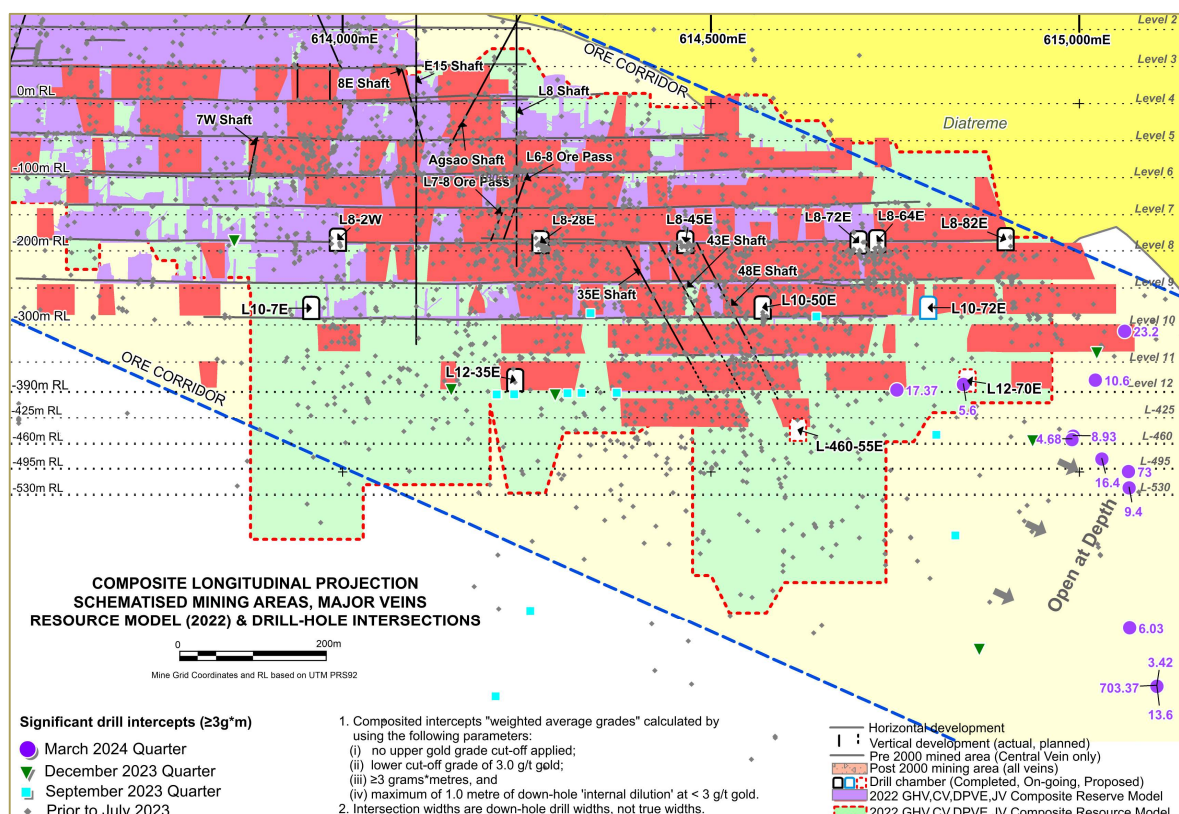 Level 2
614,000mE
614,500mE
615,000mE
ORE CORRIDOR
Level 3
E15 Shaft
8E Shaft
L8 Shaft
0m RL
Level 4
7W Shaft
Diatreme
Level 5
Agsao Shaft
L6-8 Ore Pass
-100m RL
Level 6
L7-8 Ore Pass
Level 7
L8-2W
L8-28E
L8-45E
L8-72E
L8-64E
L8-82E
43E Shaft
-200m RL
Level 8
48E Shaft
35E Shaft
Level 9
L10-7E
L10-50E
L10-72E
-300m RL
Level 10
23.2
ORE CORRIDOR
Level 11
L12-35E
10.6
-390m RL
17.37
L12-70E
Level 12
5.6
-425m RL
L-425
L-460-55E
4.68
8.93
-460m RL
L-460
-495m RL
L-495
73
16.4
-530m RL
L-530
9.4
Open at Depth
COMPOSITE LONGITUDINAL PROJECTION
SCHEMATISED MINING AREAS, MAJOR VEINS
RESOURCE MODEL (2022) & DRILL-HOLE INTERSECTIONS
0
200m
Mine Grid Coordinates and RL based on UTM PRS92
6.03
3.42
703.37
13.6
Significant drill intercepts (≥3g*m)
March 2024 Quarter
December 2023 Quarter
September 2023 Quarter
Prior to July 2023
1. Composited intercepts "weighted average grades" calculated by
using the following parameters:
(i) no upper gold grade cut-off applied;
(ii) lower cut-off grade of 3.0 g/t gold;
(iii) ≥3 grams*metres, and
(iv) maximum of 1.0 metre of down-hole 'internal dilution' at < 3 g/t gold.
2. Intersection widths are down-hole drill widths, not true widths.
Horizontal development
Vertical development (actual, planned)
Pre 2000 mined area (Central Vein only)
Post 2000 mining area (all veins)
Drill chamber (Completed, On-going, Proposed)
2022 GHV,CV,DPVE,JV Composite Reserve Model
2022 GHV,CV,DPVE,JV Composite Resource Model